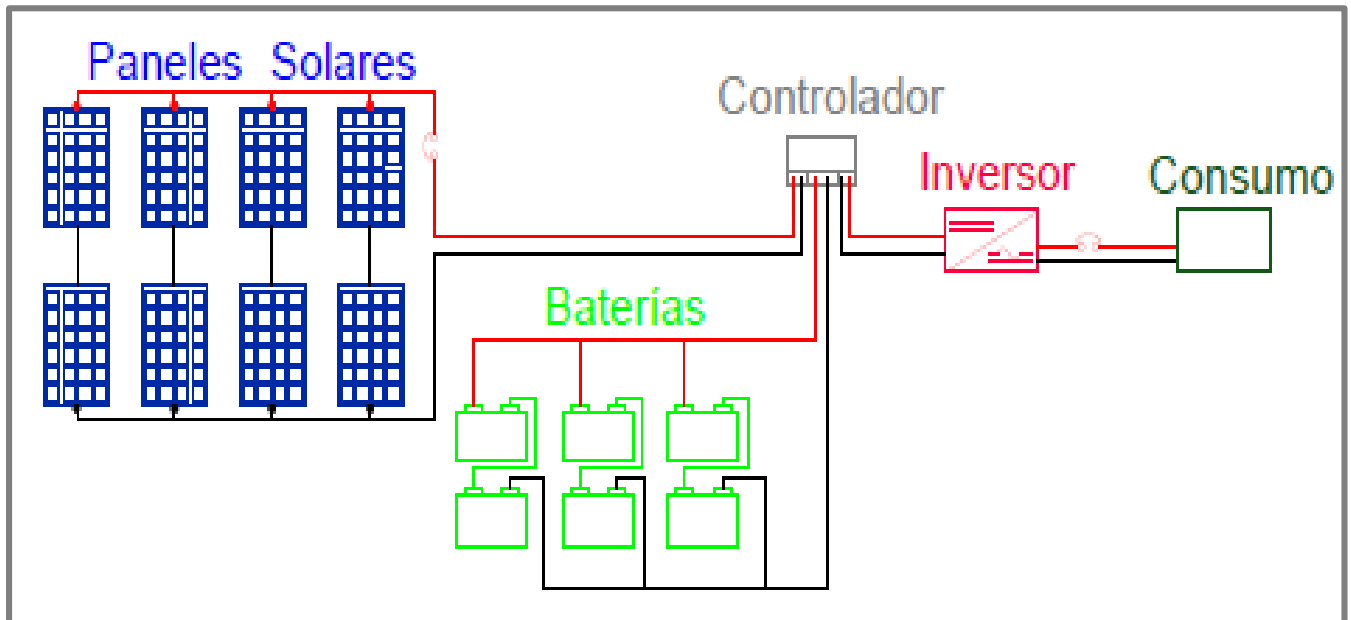 Paneles Solares
Controlador
Inversor
Consumo
Baterías